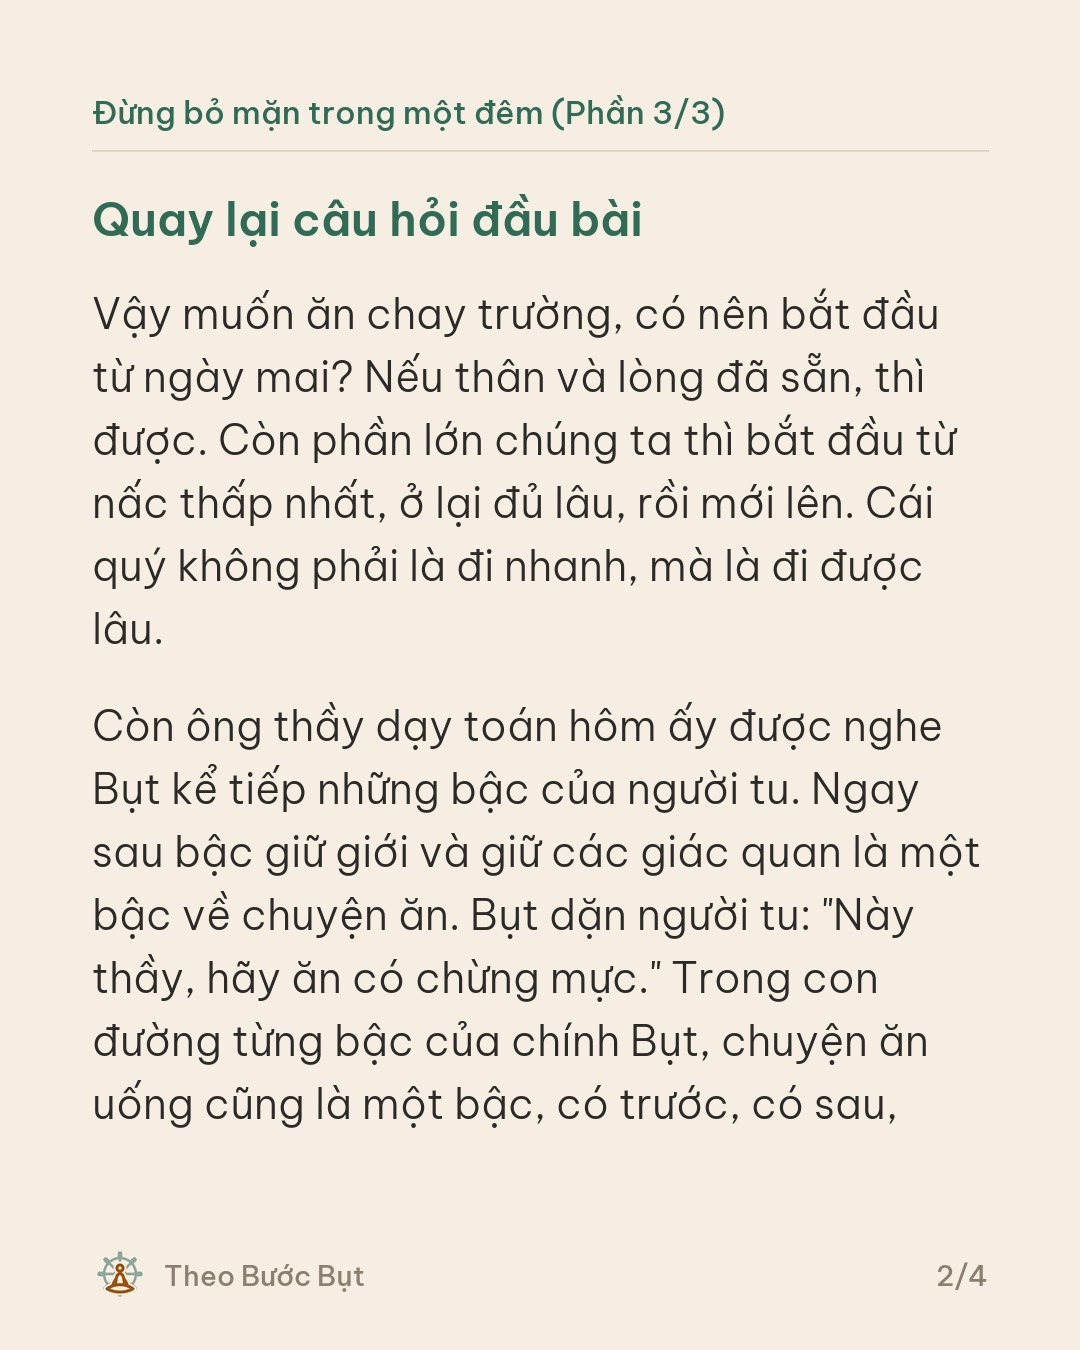 Đừng bỏ mặn trong một đêm (Phần 3/3)
Quay lại câu hỏi đầu bài
Vậy muốn ăn chay trường, có nên bắt đầu
từ ngày mai? Nếu thân và lòng đã sẵn, thì
được. Còn phần lớn chúng ta thì bắt đầu từ
nấc thấp nhất, ở lại đủ lâu, rồi mới lên. Cái
quý không phải là đi nhanh, mà là đi được
lâu.
Còn ông thầy dạy toán hôm ấy được nghe
Bụt kể tiếp những bậc của người tu. Ngay
sau bậc giữ giới và giữ các giác quan là một
bậc về chuyện ăn. Bụt dặn người tu: "Này
thầy, hãy ăn có chừng mực." Trong con
đường từng bậc của chính Bụt, chuyện ăn
uống cũng là một bậc, có trước, có sau,
Theo Bước Bụt
2/4